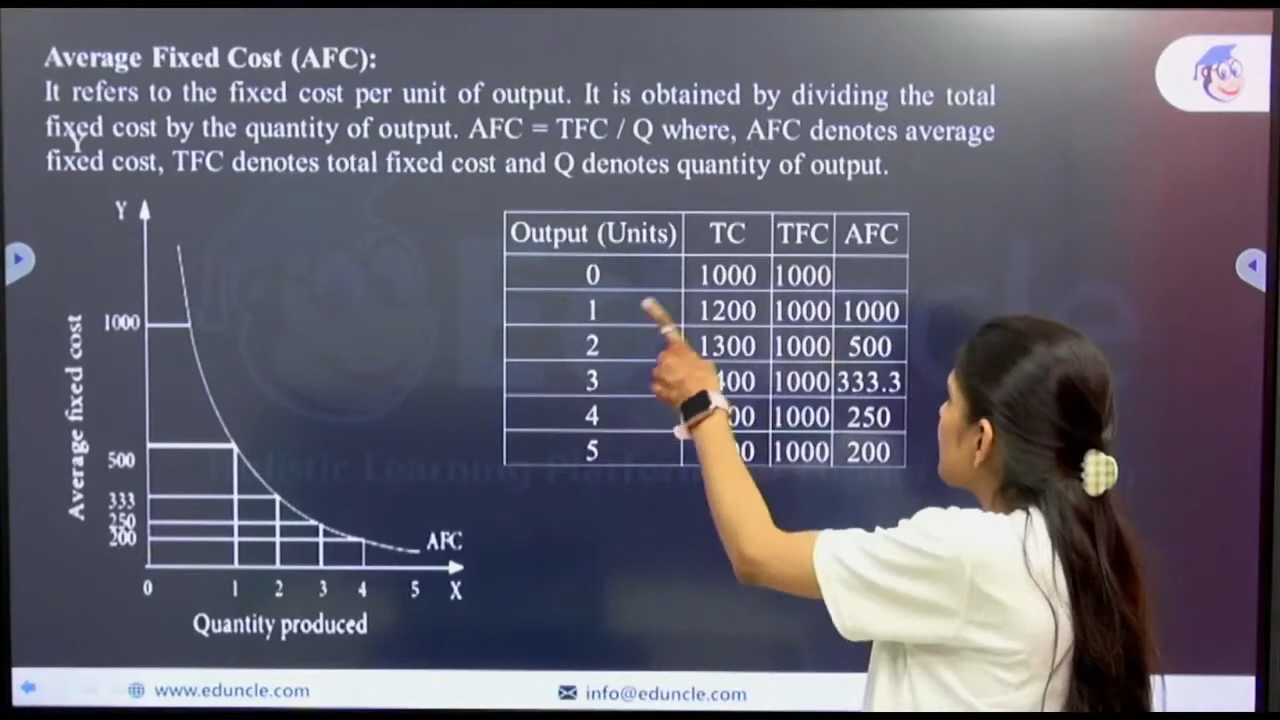 Average Fixed Cost (AFC):
It refers to the fixed cost per unit of output. It is obtained by dividing the total
fixed cost by the quantity of output. AFC = TFC / Q where, AFC denotes average
Y
fixed cost, TFC denotes total fixed cost and Q denotes quantity of output.
Y
Average fixed cost
1000
500
333
250
200
AFC
0 1 2 3 4 5 X
Quantity produced
Output (Units) TC TFC AFC
0 1000 1000
1 1200 1000 1000
2 1300 1000 500
3 1000 333.3
4 1000 250
5 1000 200
www.eduncle.com
info@eduncle.com